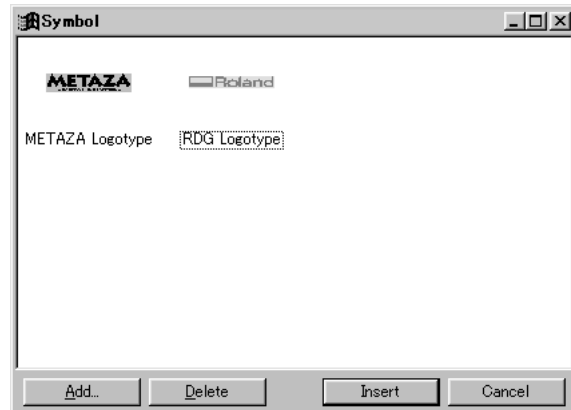 Symbol
METAZA
Roland
METAZA Logotype
RDG Logotype
Add...
Delete
Insert
Cancel